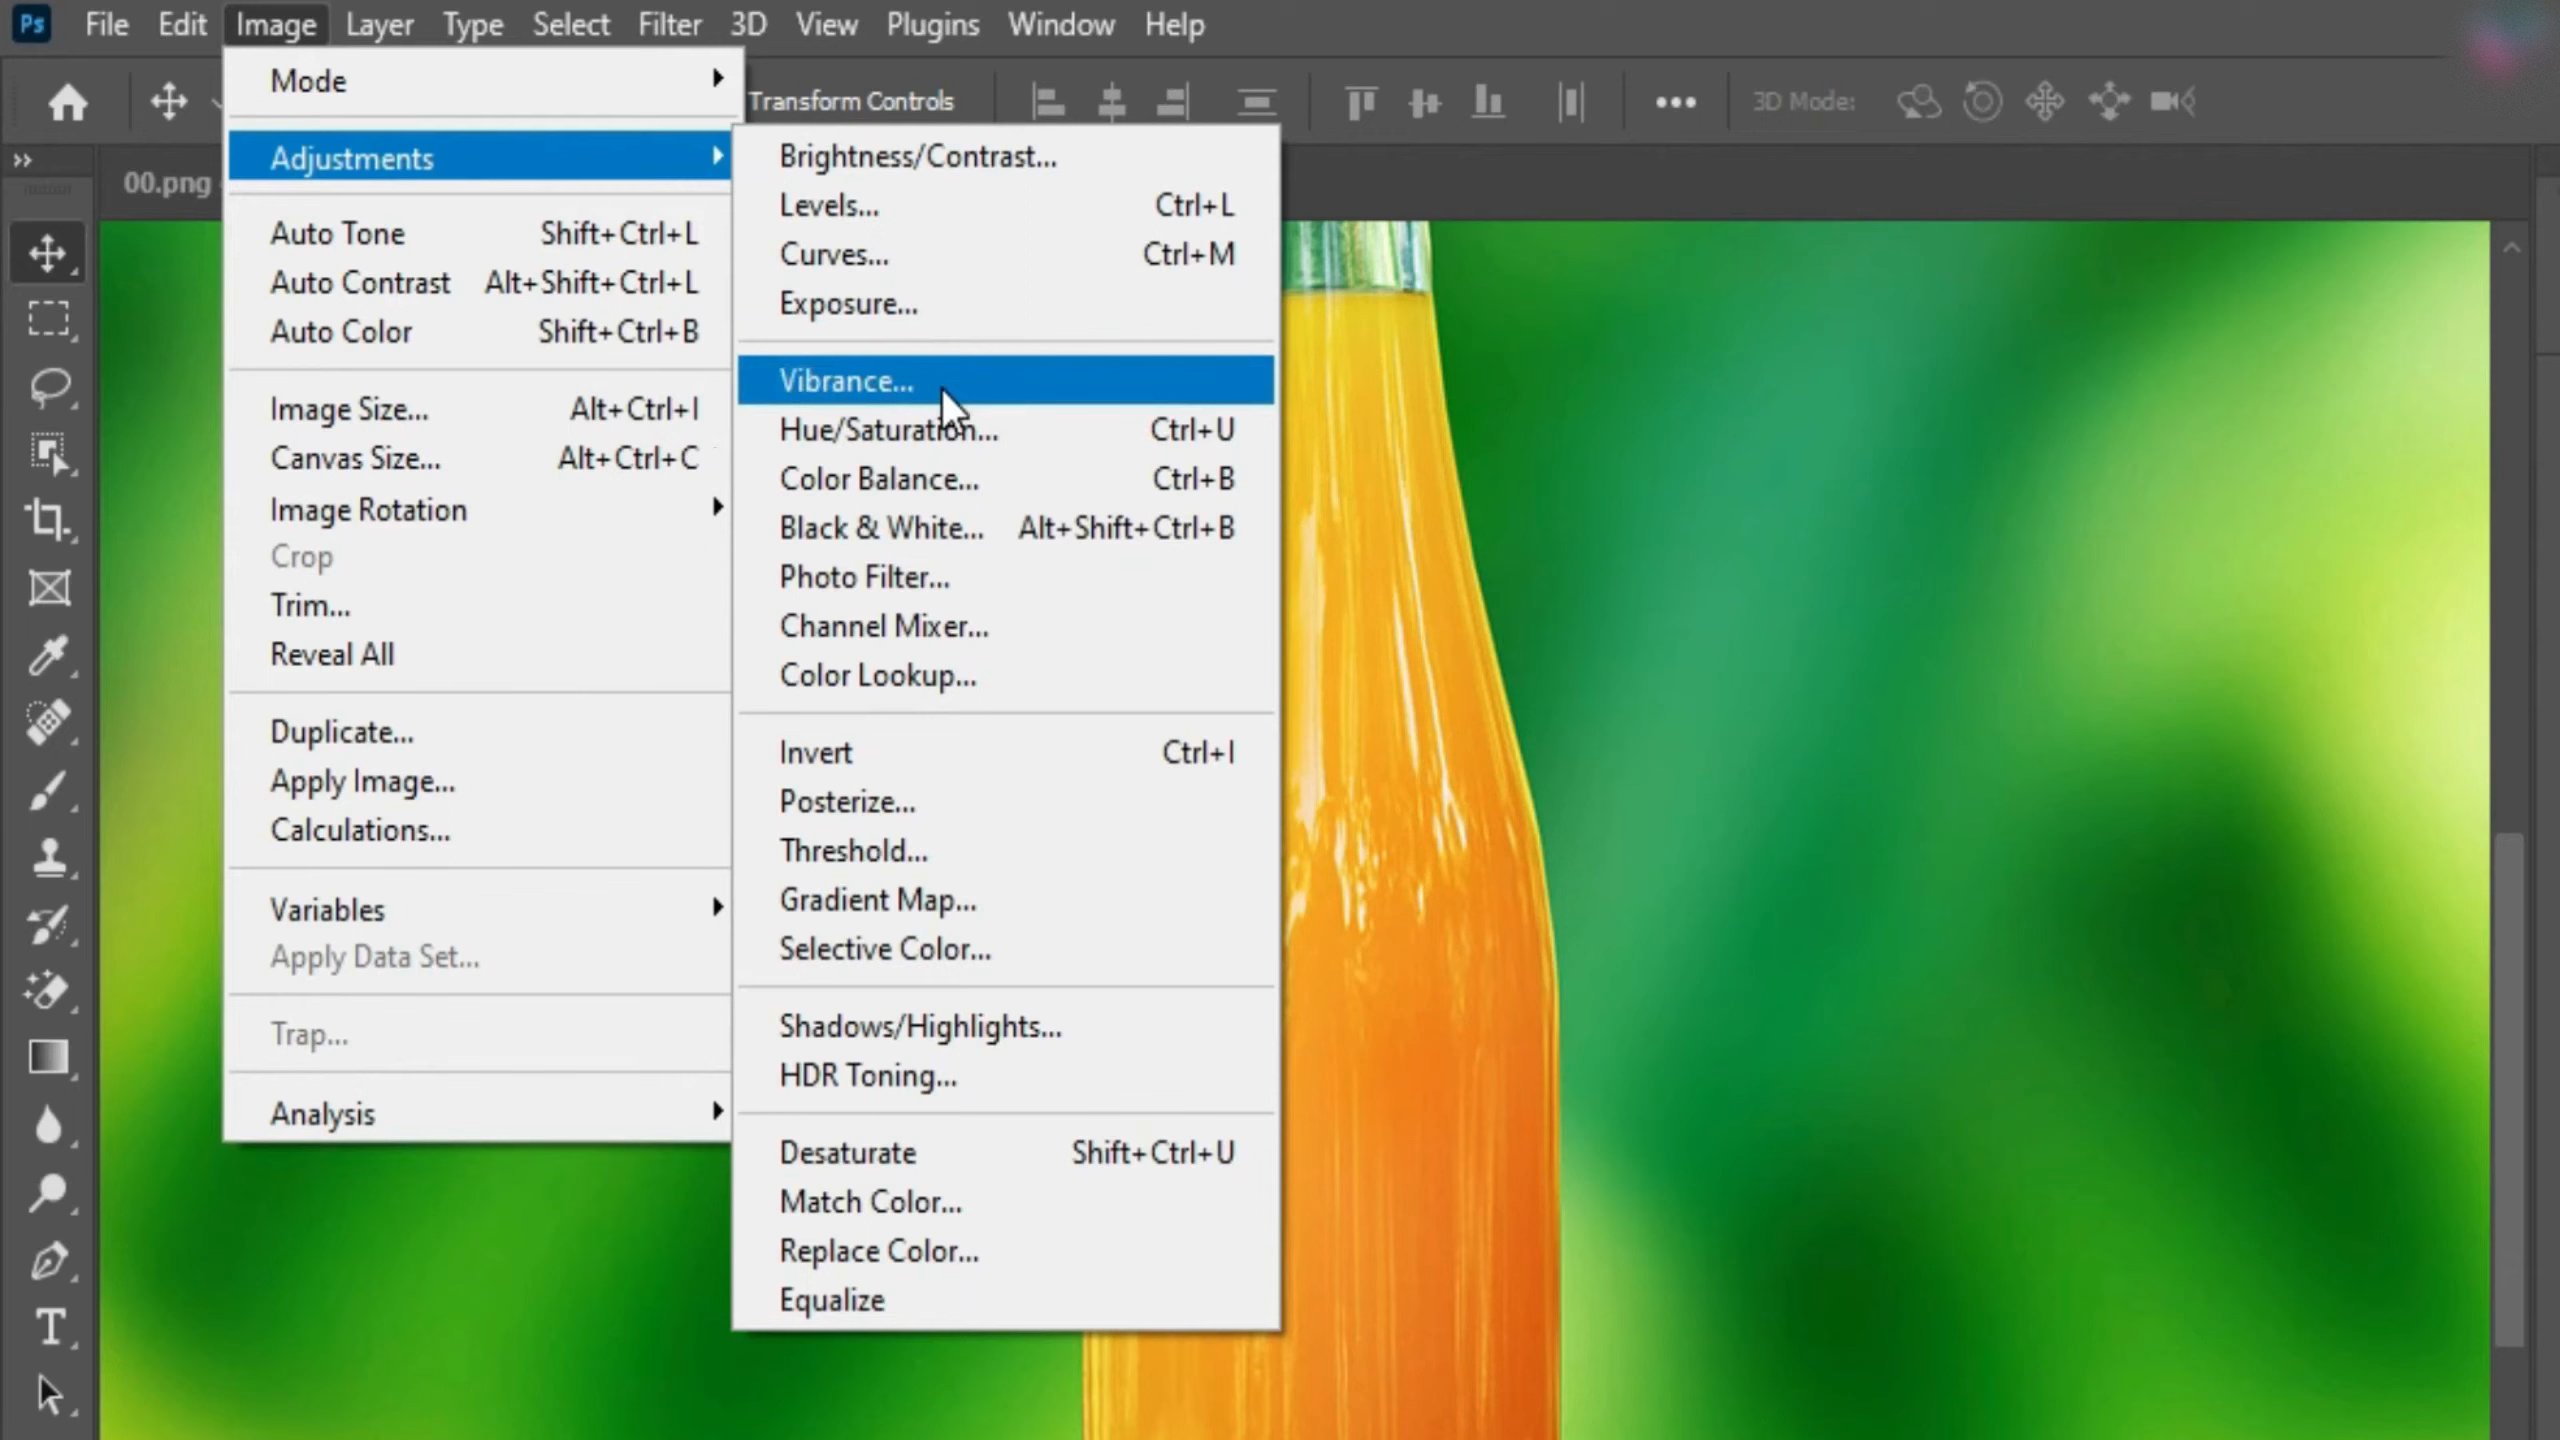 Ps File Edit Image Layer Type Select Filter 3D View Plugins Window Help
Transform Controls 3D Mode:
00.png
Mode
Adjustments
Auto Tone Shift+Ctrl+L
Auto Contrast Alt+Shift+Ctrl+L
Auto Color Shift+Ctrl+B
Image Size... Alt+Ctrl+I
Canvas Size... Alt+Ctrl+C
Image Rotation
Crop
Trim...
Reveal All
Duplicate...
Apply Image...
Calculations...
Variables
Apply Data Set...
Trap...
Analysis
Brightness/Contrast...
Levels... Ctrl+L
Curves... Ctrl+M
Exposure...
Vibrance...
Hue/Saturation... Ctrl+U
Color Balance... Ctrl+B
Black & White... Alt+Shift+Ctrl+B
Photo Filter...
Channel Mixer...
Color Lookup...
Invert Ctrl+I
Posterize...
Threshold...
Gradient Map...
Selective Color...
Shadows/Highlights...
HDR Toning...
Desaturate Shift+Ctrl+U
Match Color...
Replace Color...
Equalize